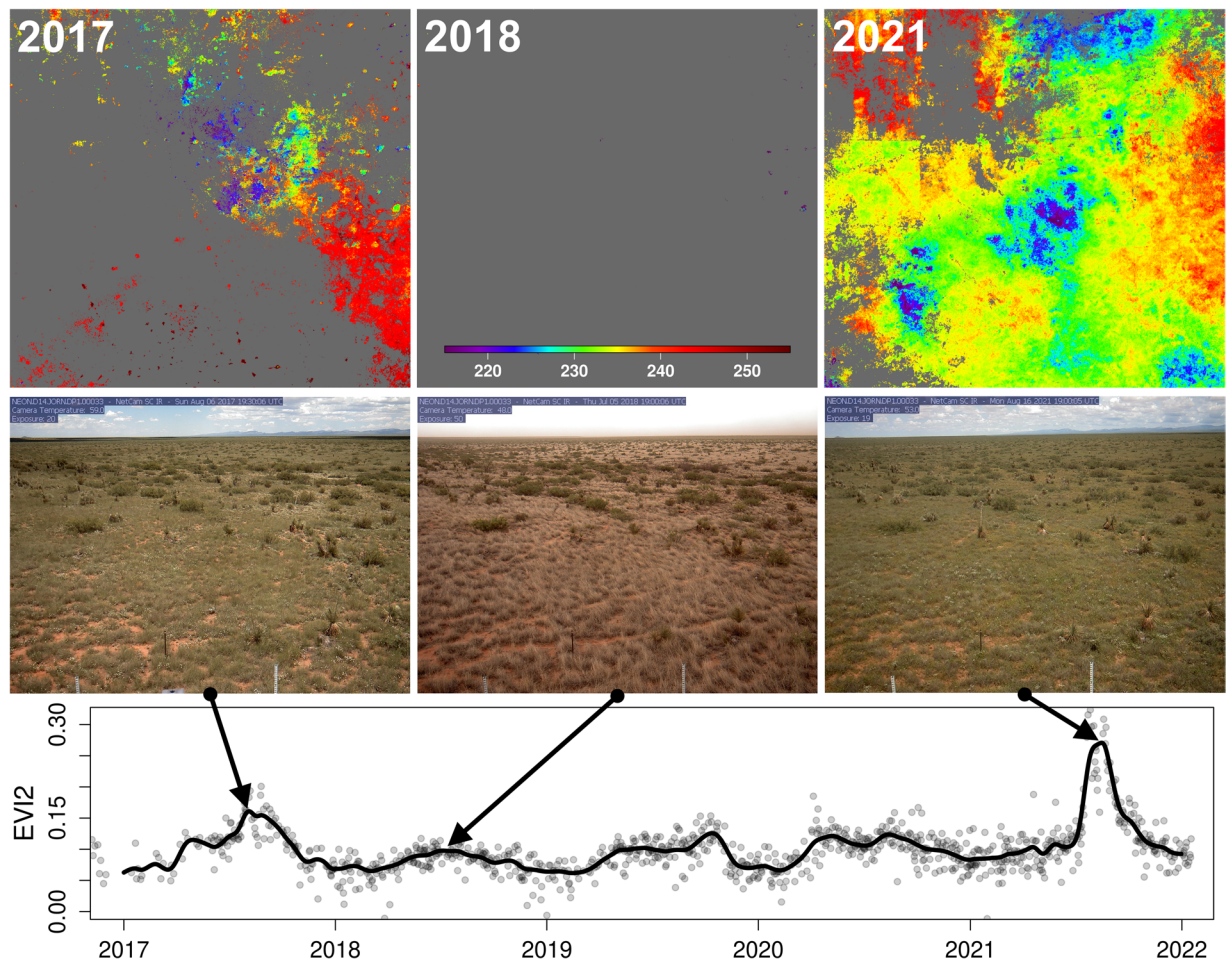 2017
2018
2021
220 230 240 250
NEON.D14.JORN.DP1.00033 - NetCam SC IR - Sun Aug 06 2017 19:30:06 UTC
Camera Temperature: 59.0
Exposure: 20
NEON.D14.JORN.DP1.00033 - NetCam SC IR - Thu Jul 05 2018 19:00:06 UTC
Camera Temperature: 48.0
Exposure: 50
NEON.D14.JORN.DP1.00033 - NetCam SC IR - Mon Aug 16 2021 19:00:05 UTC
Camera Temperature: 53.0
Exposure: 19
EVI2
0.30
0.15
0.00
2017 2018 2019 2020 2021 2022